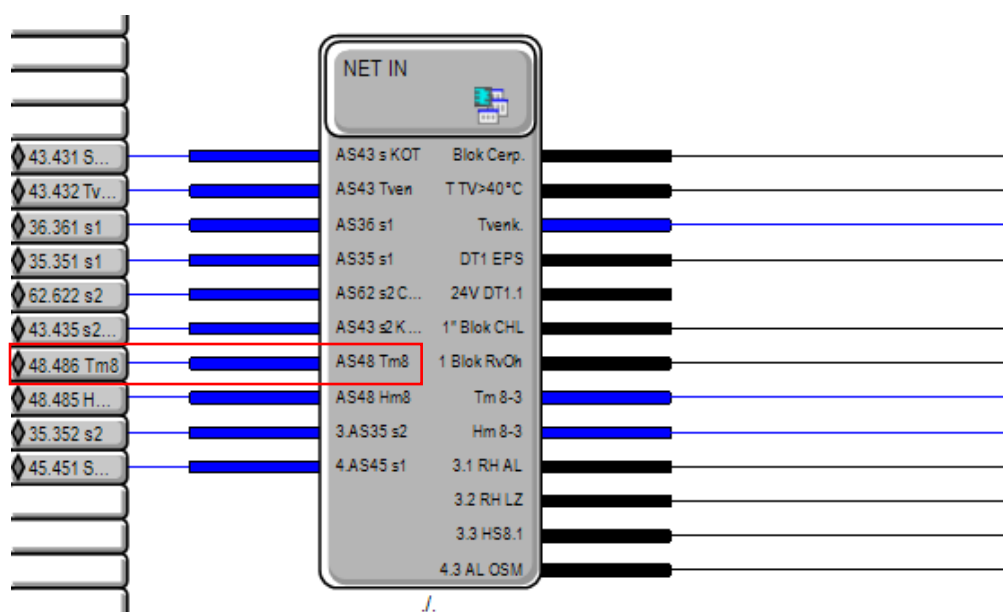 NET IN
43.431 S... AS43 s KOT Blok Cerp.
43.432 Tv... AS43 Tven T TV>40°C
36.361 s1 AS36 s1 Tvenk.
35.351 s1 AS35 s1 DT1 EPS
62.622 s2 AS62 s2 C... 24V DT1.1
43.435 s2... AS43 s2 K... 1" Blok CHL
48.486 Tm8 AS48 Tm8 1 Blok RvOh
48.485 H... AS48 Hm8 Tm 8-3
35.352 s2 3.AS35 s2 Hm 8-3
45.451 S... 4.AS45 s1 3.1 RH AL
3.2 RH LZ
3.3 HS8.1
4.3 AL OSM
./.